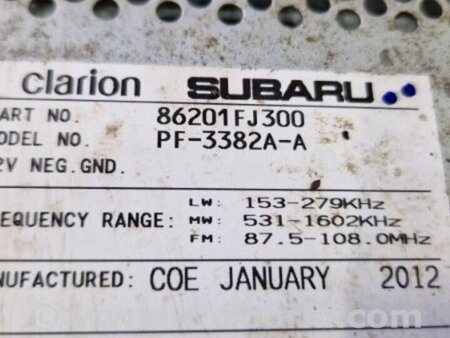 clarion SUBARU
ART NO. 86201FJ300
MODEL NO. PF-3382A-A
2V NEG.GND.
LW: 153-279KHz
EQUENCY RANGE: MW: 531-1602KHz
FM: 87.5-108.0MHz
NUFACTURED: COE JANUARY 2012